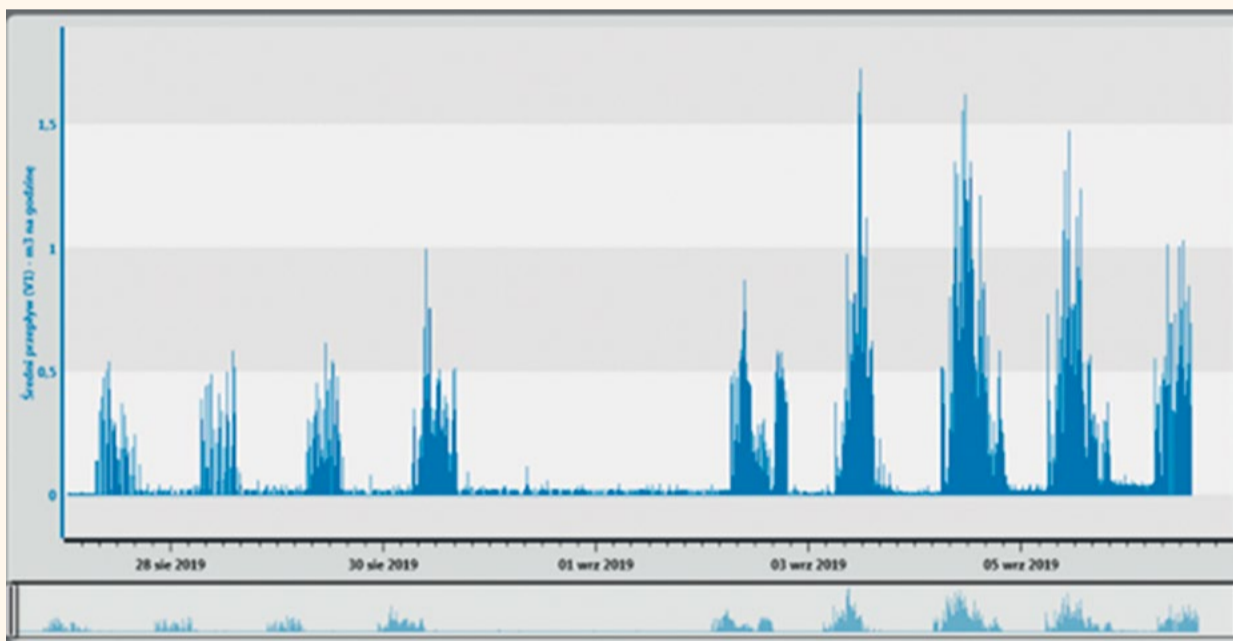 Średni przepływ (V1) - m3 na godzinę
1,5
1
0,5
0
28 sie 2019
30 sie 2019
01 wrz 2019
03 wrz 2019
05 wrz 2019